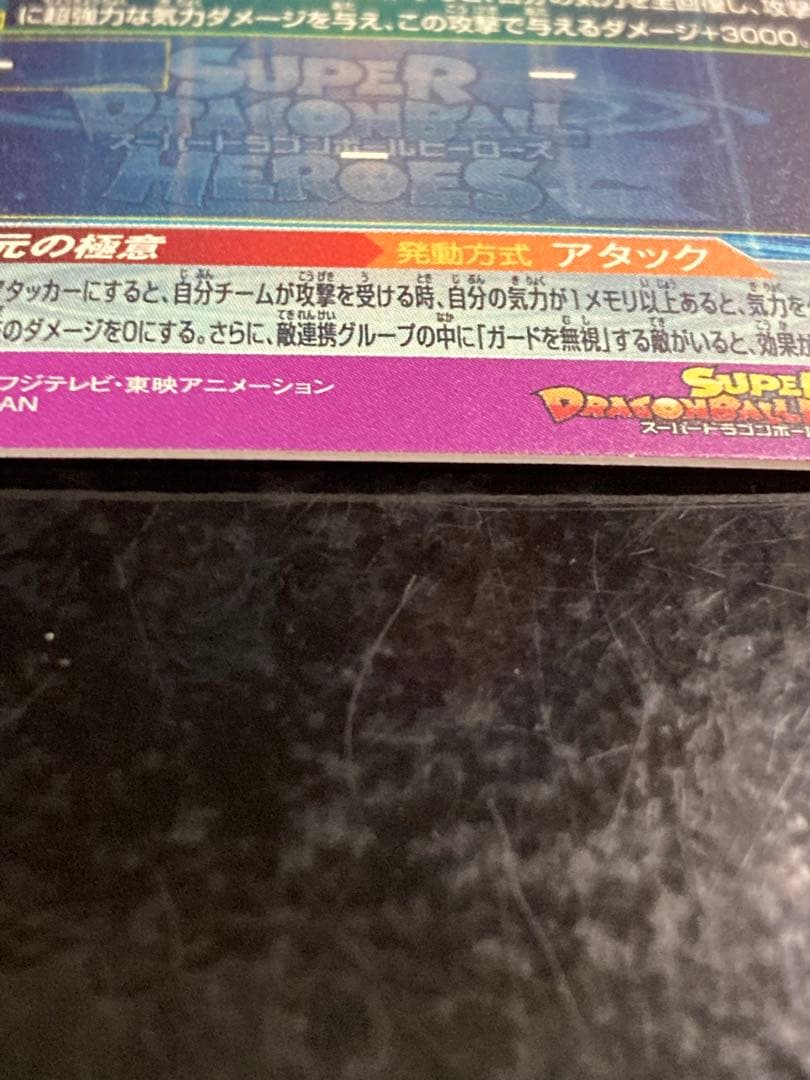 に超強力な気力ダメージを与え、この攻撃で与えるダメージ+3000。
SUPER
DRAGONBALL
スーパードラゴンボールヒーローズ
HEROES
元の極意 発動方式 アタック
アタッカーにすると、自分チームが攻撃を受ける時、自分の気力が1メモリ以上あると、気力を
のダメージを0にする。さらに、敵連携グループの中に「ガードを無視」する敵がいると、効果が
フジテレビ・東映アニメーション
AN
SUPER
DRAGONBALL
スーパードラゴンボー